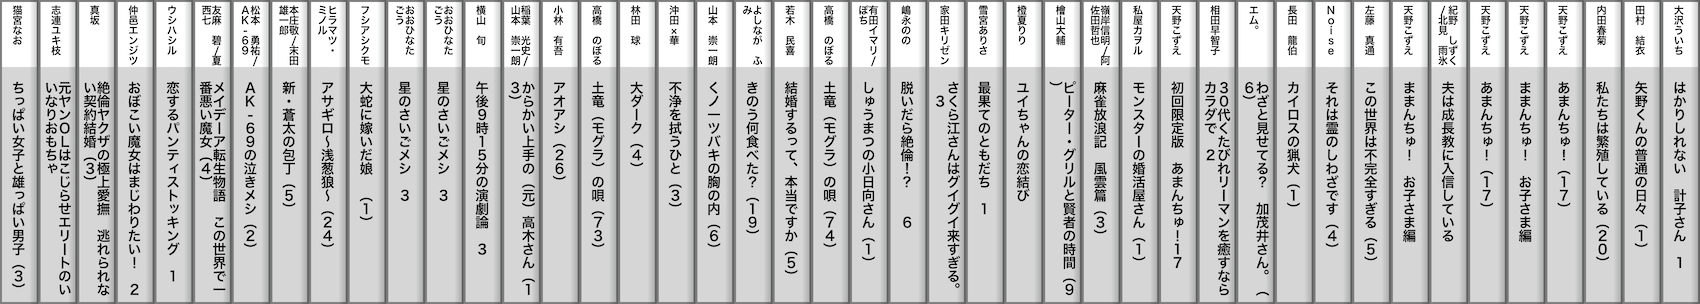 大沢ういち
はかりしれない　計子さん　1
田村　結衣
矢野くんの普通の日々（1）
内田春菊
私たちは繁殖している（20）
天野こずえ
あまんちゅ！（17）
天野こずえ
ままんちゅ！　お子さま編
天野こずえ
あまんちゅ！（17）
紀野　しずく
/北見　雨氷
夫は成長教に入信している
天野こずえ
ままんちゅ！　お子さま編
左藤　真通
この世界は不完全すぎる（5）
Noise
それは霊のしわざです（4）
長田　龍伯
カイロスの猟犬（1）
エム。
わざと見せてる？　加茂井さん。（
6）
相田早智子
30代くたびれリーマンを癒すなら
カラダで　2
天野こずえ
初回限定版　あまんちゅ!17
私屋カヲル
モンスターの婚活屋さん（1）
嶺岸信明/阿
佐田哲也
麻雀放浪記　風雲篇（3）
檜山大輔
ピーター・グリルと賢者の時間（9
）
橙夏りり
ユイちゃんの恋結び
雪宮ありさ
最果てのともだち　1
家田キリゼン
さくら江さんはグイグイ来すぎる。
3
嶋永のの
脱いだら絶倫！？　6
有田イマリ/
ぽち
しゅうまつの小日向さん（1）
高橋　のぼる
土竜（モグラ）の唄（74）
若木　民喜
結婚するって、本当ですか（5）
よしなが　ふ
み
きのう何食べた？（19）
山本　崇一朗
くノ一ツバキの胸の内（6）
沖田×華
不浄を拭うひと（3）
林田　球
大ダーク（4）
高橋　のぼる
土竜（モグラ）の唄（73）
小林　有吾
アオアシ（26）
稲葉　光史/
山本　崇一朗
からかい上手の（元）高木さん（1
3）
横山　旬
午後9時15分の演劇論　3
おおひなた
ごう
星のさいごメシ　3
おおひなた
ごう
星のさいごメシ　3
フシアシクモ
大蛇に嫁いだ娘　（1）
ヒラマツ・
ミノル
アサギロ～浅葱狼～（24）
本庄敬/末田
雄一郎
新・蒼太の包丁（5）
松本　勇祐/
AK-69
AK-69の泣きメシ（2）
友麻　碧/夏
西七
メイデーア転生物語　この世界で一
番悪い魔女（4）
ウシハシル
恋するパンティストッキング　1
仲邑エンジツ
おぼこい魔女はまじわりたい！　2
真坂
絶倫ヤクザの極上愛撫　逃れられな
い契約結婚（3）
志連ユキ枝
元ヤンOLはこじらせエリートのい
いなりおもちゃ
猫宮なお
ちっぱい女子と雄っぱい男子（3）